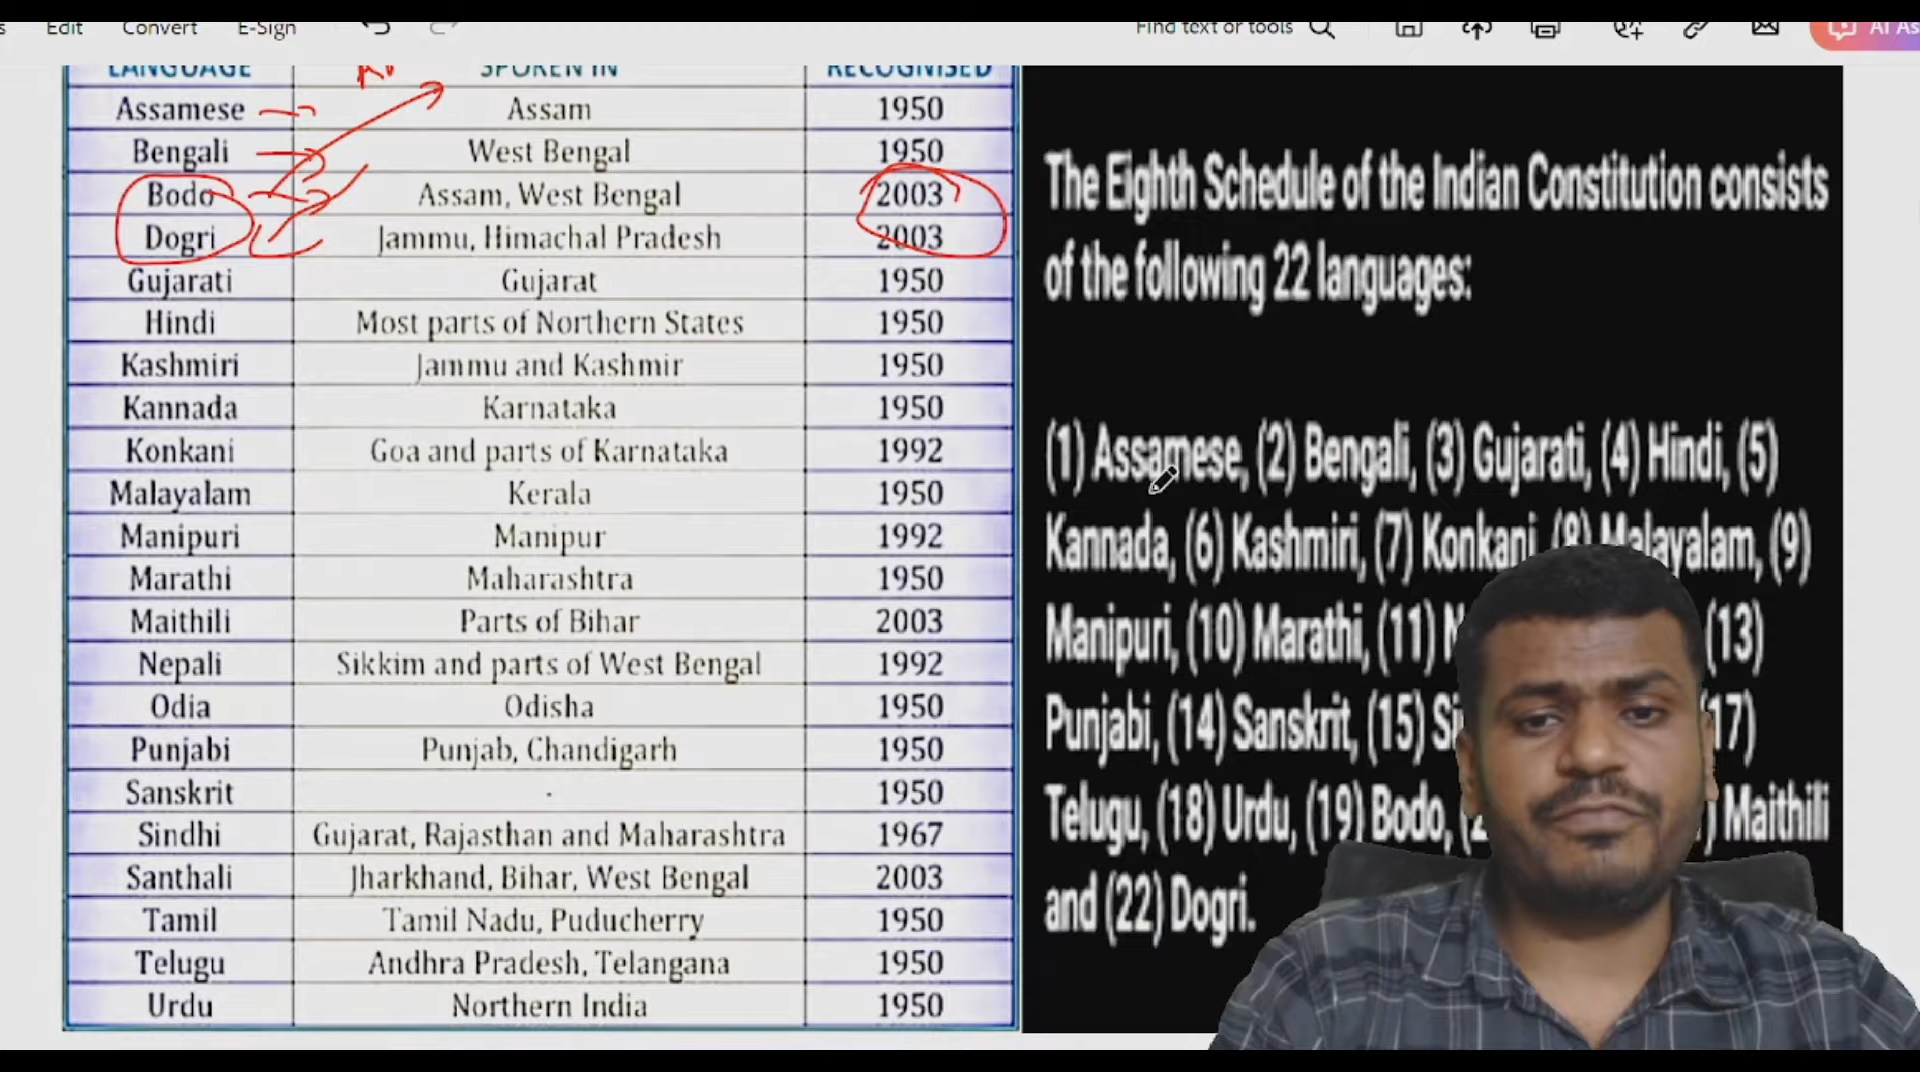 Edit Convert E-Sign Find text or tools
LANGUAGE SPOKEN IN RECOGNISED
Assamese Assam 1950
Bengali West Bengal 1950
Bodo Assam, West Bengal 2003
Dogri Jammu, Himachal Pradesh 2003
Gujarati Gujarat 1950
Hindi Most parts of Northern States 1950
Kashmiri Jammu and Kashmir 1950
Kannada Karnataka 1950
Konkani Goa and parts of Karnataka 1992
Malayalam Kerala 1950
Manipuri Manipur 1992
Marathi Maharashtra 1950
Maithili Parts of Bihar 2003
Nepali Sikkim and parts of West Bengal 1992
Odia Odisha 1950
Punjabi Punjab, Chandigarh 1950
Sanskrit - 1950
Sindhi Gujarat, Rajasthan and Maharashtra 1967
Santhali Jharkhand, Bihar, West Bengal 2003
Tamil Tamil Nadu, Puducherry 1950
Telugu Andhra Pradesh, Telangana 1950
Urdu Northern India 1950
The Eighth Schedule of the Indian Constitution consists
of the following 22 languages:
(1) Assamese, (2) Bengali, (3) Gujarati, (4) Hindi, (5)
Kannada, (6) Kashmiri, (7) Konkani, (8) Malayalam, (9)
Manipuri, (10) Marathi, (11) (13)
Punjabi, (14) Sanskrit, (15) (17)
Telugu, (18) Urdu, (19) Bodo, Maithili
and (22) Dogri.